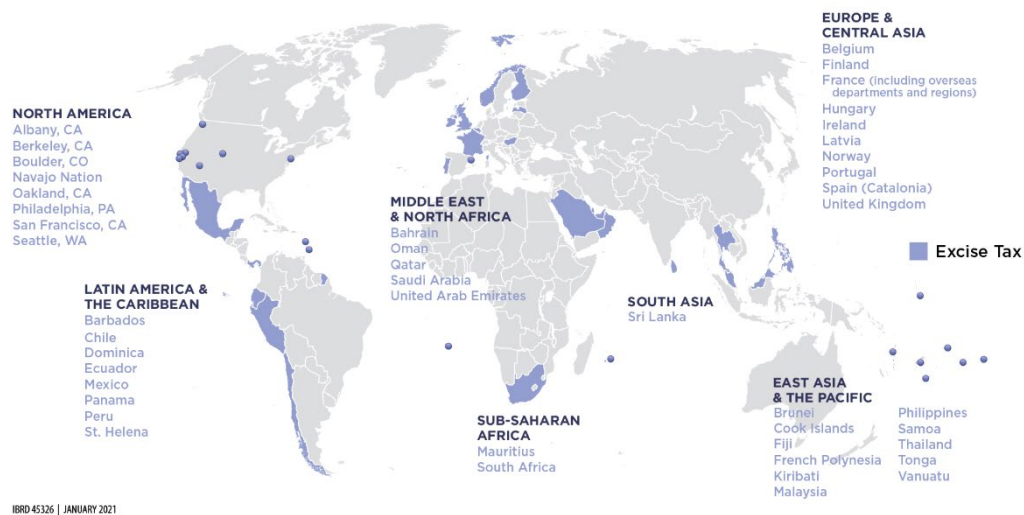 EUROPE &
CENTRAL ASIA
Belgium
Finland
France (including overseas
departments and regions)
Hungary
Ireland
Latvia
Norway
Portugal
Spain (Catalonia)
United Kingdom
NORTH AMERICA
Albany, CA
Berkeley, CA
Boulder, CO
Navajo Nation
Oakland, CA
Philadelphia, PA
San Francisco, CA
Seattle, WA
MIDDLE EAST
& NORTH AFRICA
Bahrain
Oman
Qatar
Saudi Arabia
United Arab Emirates
Excise Tax
LATIN AMERICA &
THE CARIBBEAN
Barbados
Chile
Dominica
Ecuador
Mexico
Panama
Peru
St. Helena
SOUTH ASIA
Sri Lanka
SUB-SAHARAN
AFRICA
Mauritius
South Africa
EAST ASIA
& THE PACIFIC
Brunei
Cook Islands
Fiji
French Polynesia
Kiribati
Malaysia
Philippines
Samoa
Thailand
Tonga
Vanuatu
IBRD 45326 | JANUARY 2021